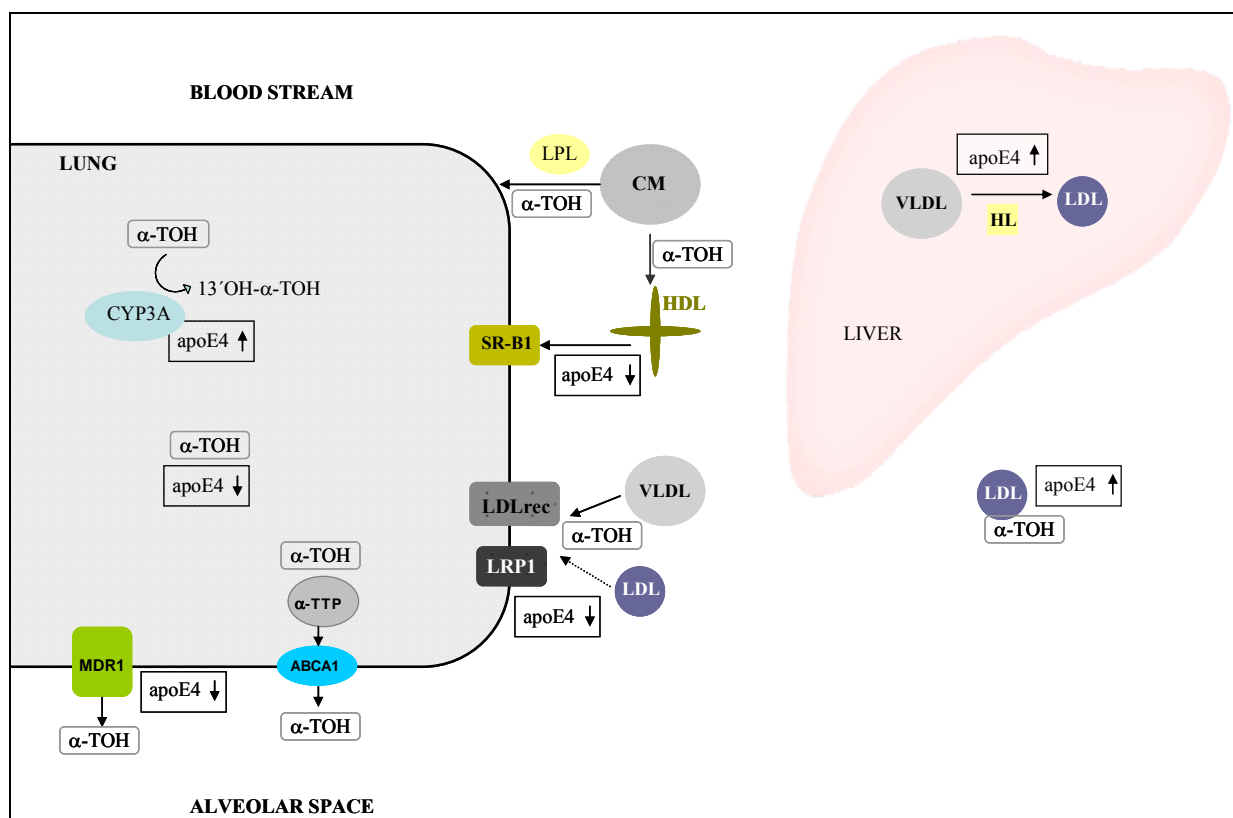 BLOOD STREAM
LUNG
LPL
α-TOH
CM
α-TOH
HDL
α-TOH
13´OH-α-TOH
CYP3A
apoE4 ↑
SR-B1
apoE4 ↓
α-TOH
apoE4 ↓
LDLrec
VLDL
α-TOH
LRP1
LDL
apoE4 ↓
α-TOH
α-TTP
ABCA1
α-TOH
MDR1
apoE4 ↓
α-TOH
ALVEOLAR SPACE
apoE4 ↑
VLDL
HL
LDL
LIVER
LDL
apoE4 ↑
α-TOH